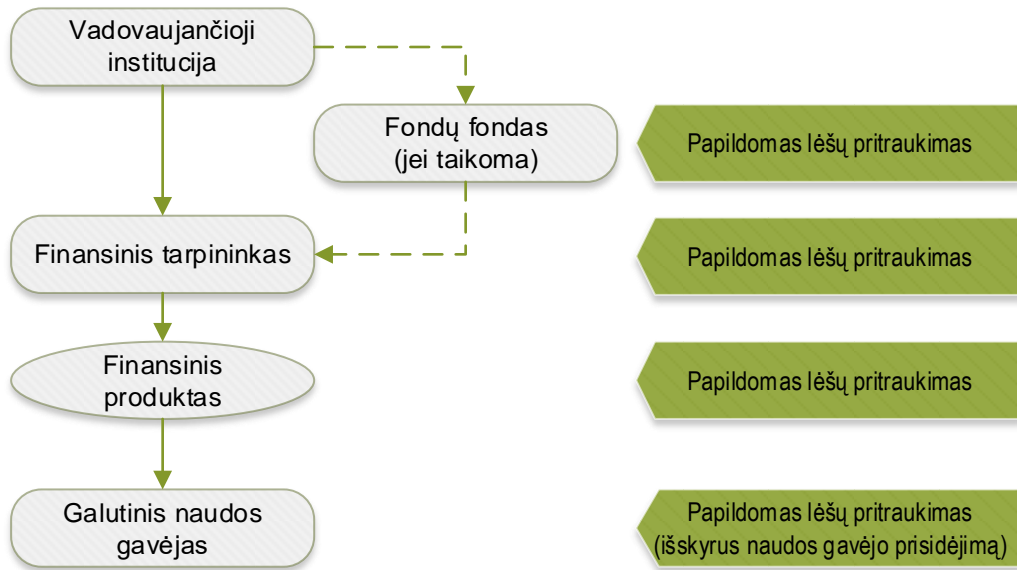 Vadovaujančioji
institucija
Fondų fondas
(jei taikoma)
Papildomas lėšų pritraukimas
Finansinis tarpininkas
Papildomas lėšų pritraukimas
Finansinis
produktas
Papildomas lėšų pritraukimas
Galutinis naudos
gavėjas
Papildomas lėšų pritraukimas
(išskyrus naudos gavėjo prisidėjimą)